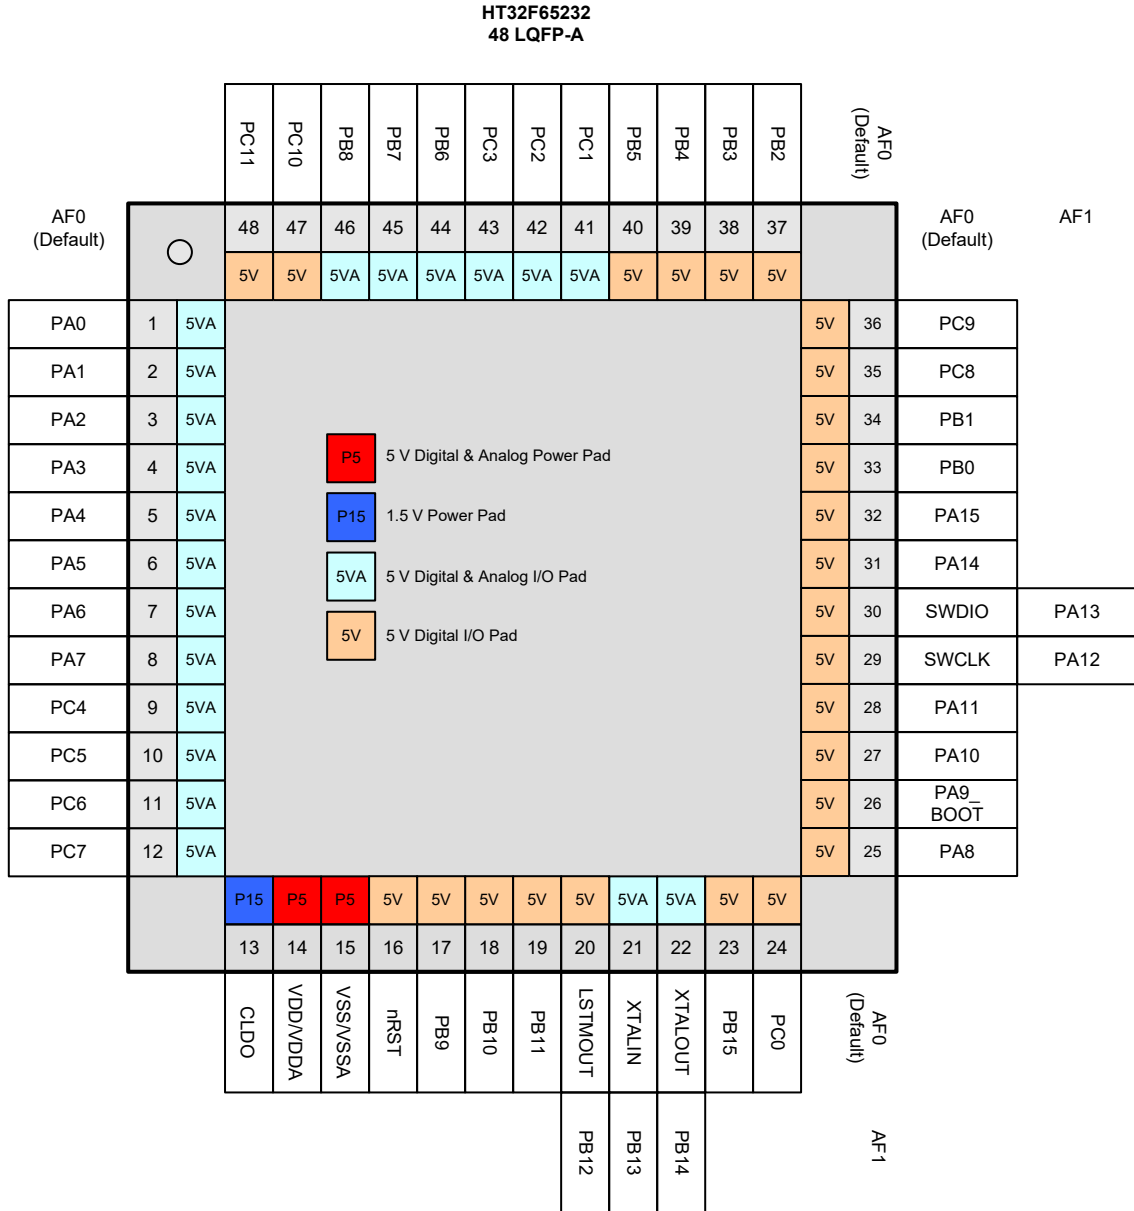 HT32F65232
48 LQFP-A
PC11 PC10 PB8 PB7 PB6 PC3 PC2 PC1 PB5 PB4 PB3 PB2
AF0
(Default)
AF0
(Default)
48 47 46 45 44 43 42 41 40 39 38 37
AF0
(Default)
AF1
5V 5V 5VA 5VA 5VA 5VA 5VA 5VA 5V 5V 5V 5V
PA0 1 5VA 5V 36 PC9
PA1 2 5VA 5V 35 PC8
PA2 3 5VA 5V 34 PB1
PA3 4 5VA 5V 33 PB0
P5 5 V Digital & Analog Power Pad
PA4 5 5VA 5V 32 PA15
P15 1.5 V Power Pad
PA5 6 5VA 5V 31 PA14
5VA 5 V Digital & Analog I/O Pad
PA6 7 5VA 5V 30 SWDIO PA13
5V 5 V Digital I/O Pad
PA7 8 5VA 5V 29 SWCLK PA12
PC4 9 5VA 5V 28 PA11
PC5 10 5VA 5V 27 PA10
PC6 11 5VA 5V 26 PA9_
BOOT
PC7 12 5VA 5V 25 PA8
P15 P5 P5 5V 5V 5V 5V 5V 5VA 5VA 5V 5V
13 14 15 16 17 18 19 20 21 22 23 24
CLDO VDD/VDDA VSS/VSSA nRST PB9 PB10 PB11 LSTMOUT XTALIN XTALOUT PB15 PC0
AF0
(Default)
PB12 PB13 PB14
AF1